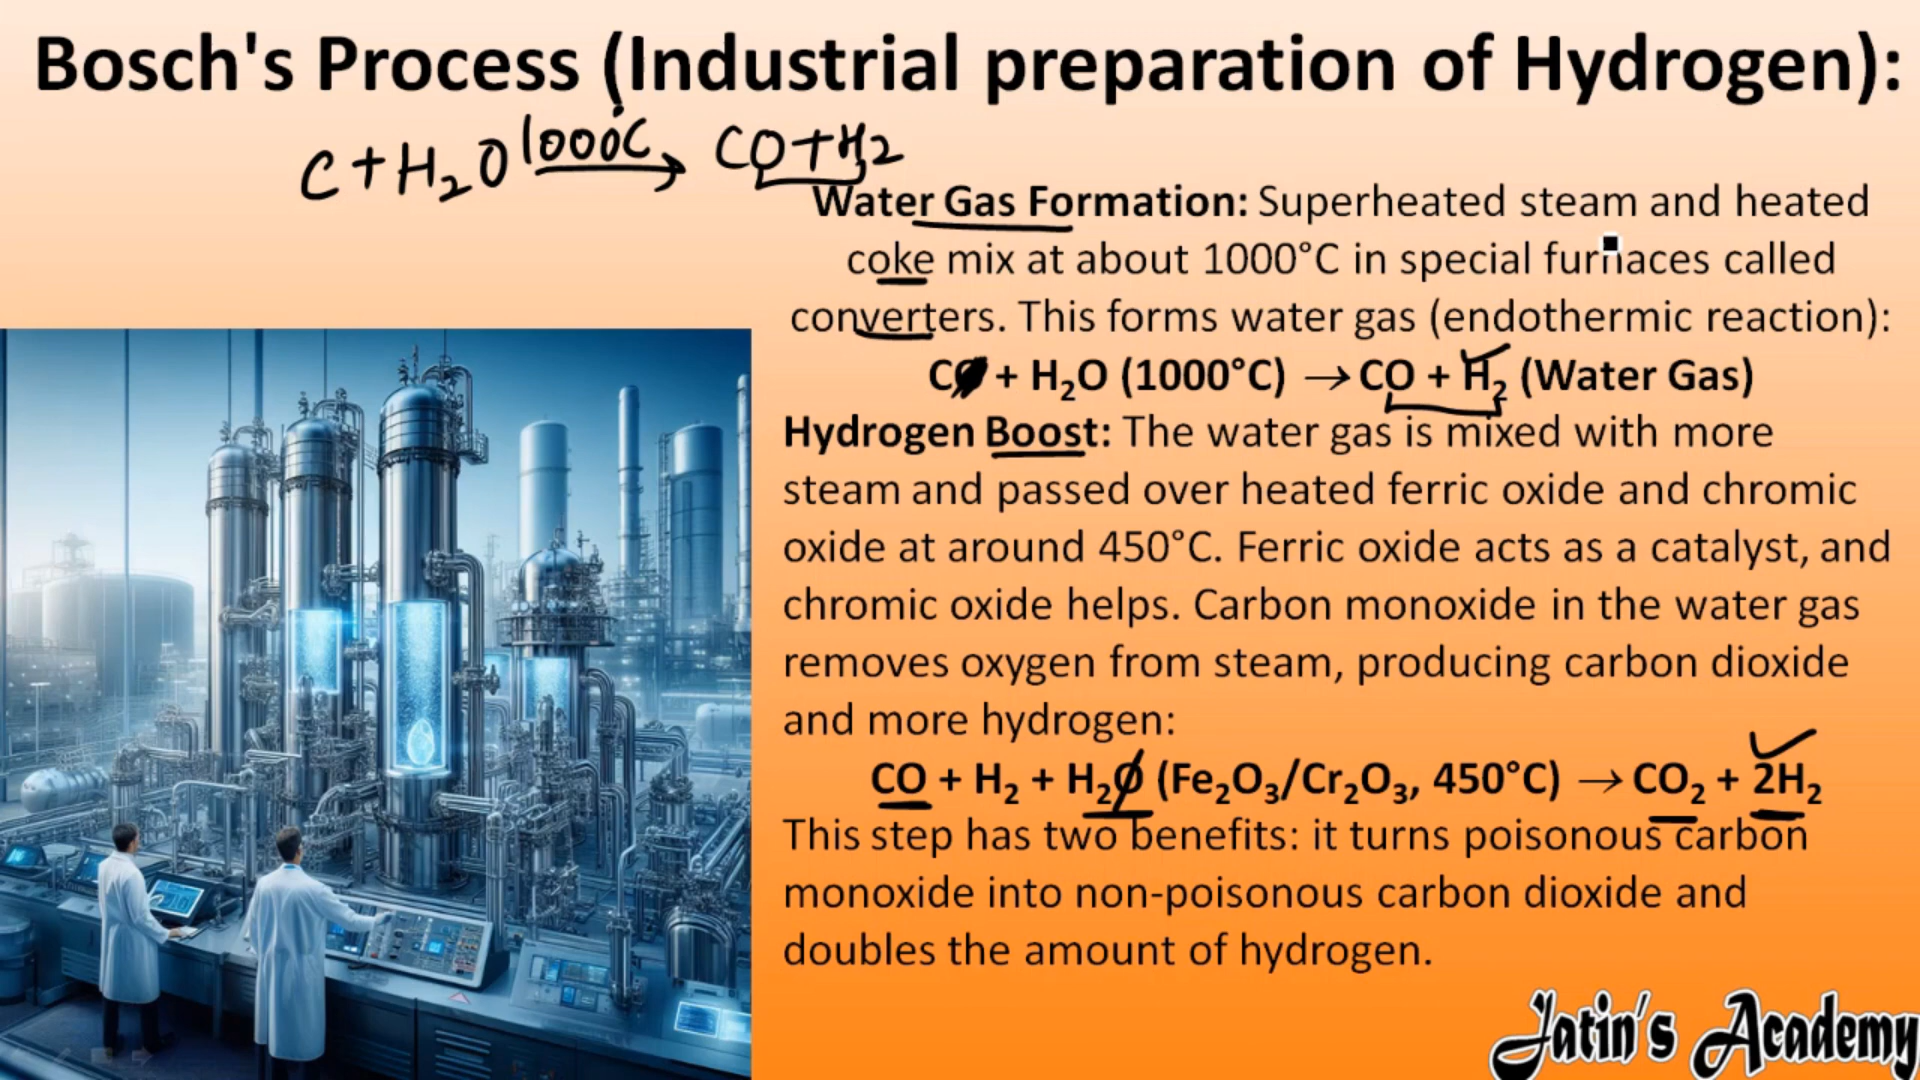 Bosch's Process (Industrial preparation of Hydrogen):
C + H₂O 1000°C → CO + H₂
Water Gas Formation: Superheated steam and heated
coke mix at about 1000°C in special furnaces called
converters. This forms water gas (endothermic reaction):
C + H₂O (1000°C) → CO + H₂ (Water Gas)
Hydrogen Boost: The water gas is mixed with more
steam and passed over heated ferric oxide and chromic
oxide at around 450°C. Ferric oxide acts as a catalyst, and
chromic oxide helps. Carbon monoxide in the water gas
removes oxygen from steam, producing carbon dioxide
and more hydrogen:
CO + H₂ + H₂O (Fe₂O₃/Cr₂O₃, 450°C) → CO₂ + 2H₂
This step has two benefits: it turns poisonous carbon
monoxide into non-poisonous carbon dioxide and
doubles the amount of hydrogen.
Jatin's Academy